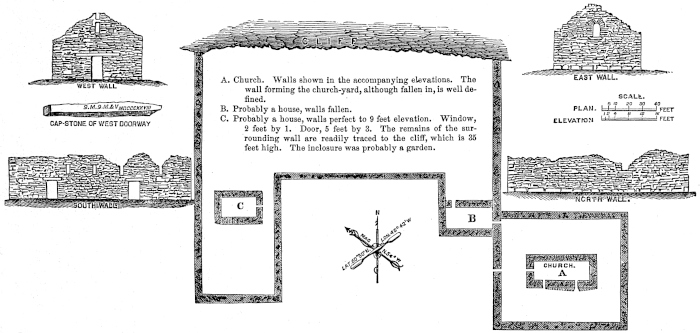 CLIFF
WEST WALL
CAP-STONE OF WEST DOORWAY
SOUTH WALL
A. Church. Walls shown in the accompanying elevations. The
wall forming the church-yard, although fallen in, is well de-
fined.
B. Probably a house, walls fallen.
C. Probably a house, walls perfect to 9 feet elevation. Window,
2 feet by 1. Door, 5 feet by 3. The remains of the sur-
rounding wall are readily traced to the cliff, which is 35
feet high. The inclosure was probably a garden.
EAST WALL.
SCALE.
PLAN.
FEET
ELEVATION
FEET
NORTH WALL.
C
B
N
CHURCH.
A